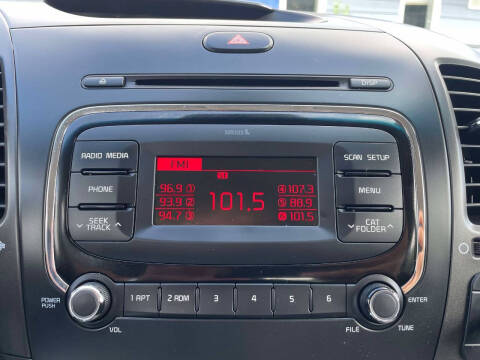 DISP
SIRIUS
RADIO MEDIA
SCAN SETUP
FM1
96.9 1
4 107.3
PHONE
93.9 2
101.5
5 88.9
MENU
94.7 3
6 101.5
SEEK
TRACK
CAT
FOLDER
POWER
PUSH
1 RPT
2 RDM
3
4
5
6
ENTER
VOL
FILE
TUNE